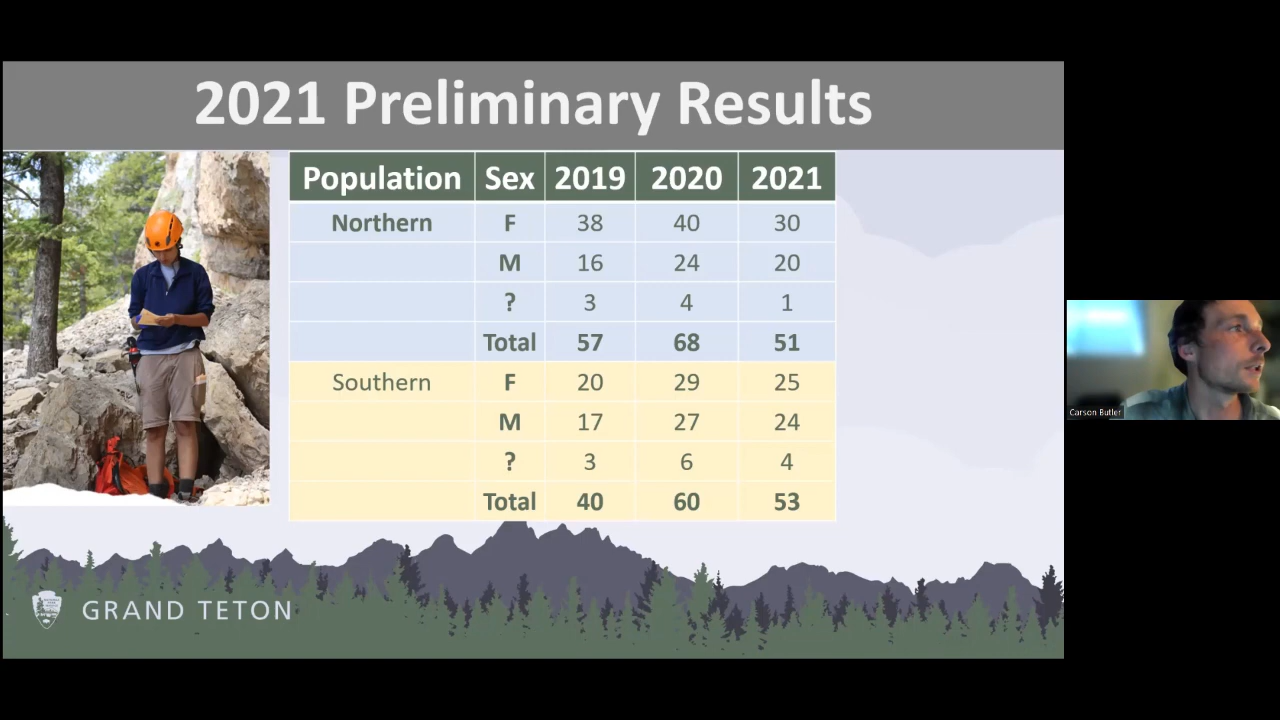 2021 Preliminary Results
Population Sex 2019 2020 2021
Northern F 38 40 30
M 16 24 20
? 3 4 1
Total 57 68 51
Southern F 20 29 25
M 17 27 24
? 3 6 4
Total 40 60 53
GRAND TETON
Carson Butler